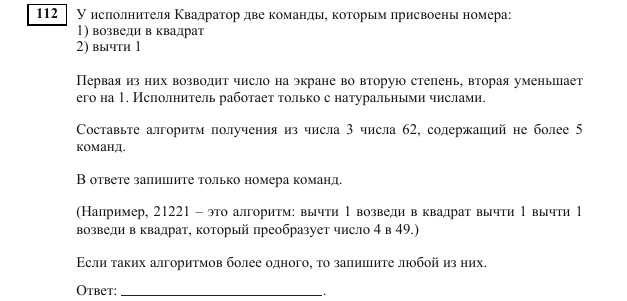 112 У исполнителя Квадратор две команды, которым присвоены номера:
1) возведи в квадрат
2) вычти 1
Первая из них возводит число на экране во вторую степень, вторая уменьшает
его на 1. Исполнитель работает только с натуральными числами.
Составьте алгоритм получения из числа 3 числа 62, содержащий не более 5
команд.
В ответе запишите только номера команд.
(Например, 21221 – это алгоритм: вычти 1 возведи в квадрат вычти 1 вычти 1
возведи в квадрат, который преобразует число 4 в 49.)
Если таких алгоритмов более одного, то запишите любой из них.
Ответ: ______________________________.